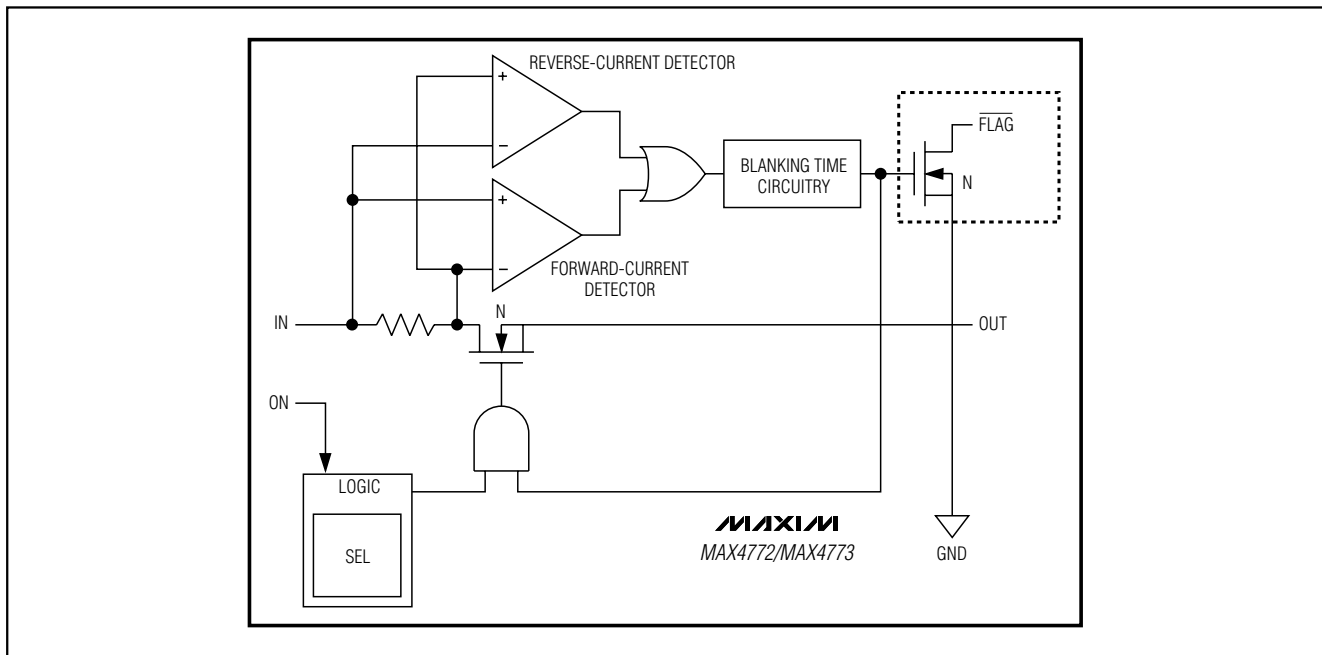 REVERSE-CURRENT DETECTOR
+
−
FLAG
BLANKING TIME
CIRCUITRY
N
+
−
FORWARD-CURRENT
DETECTOR
N
IN
OUT
ON
LOGIC
SEL
MAXIM
MAX4772/MAX4773
GND